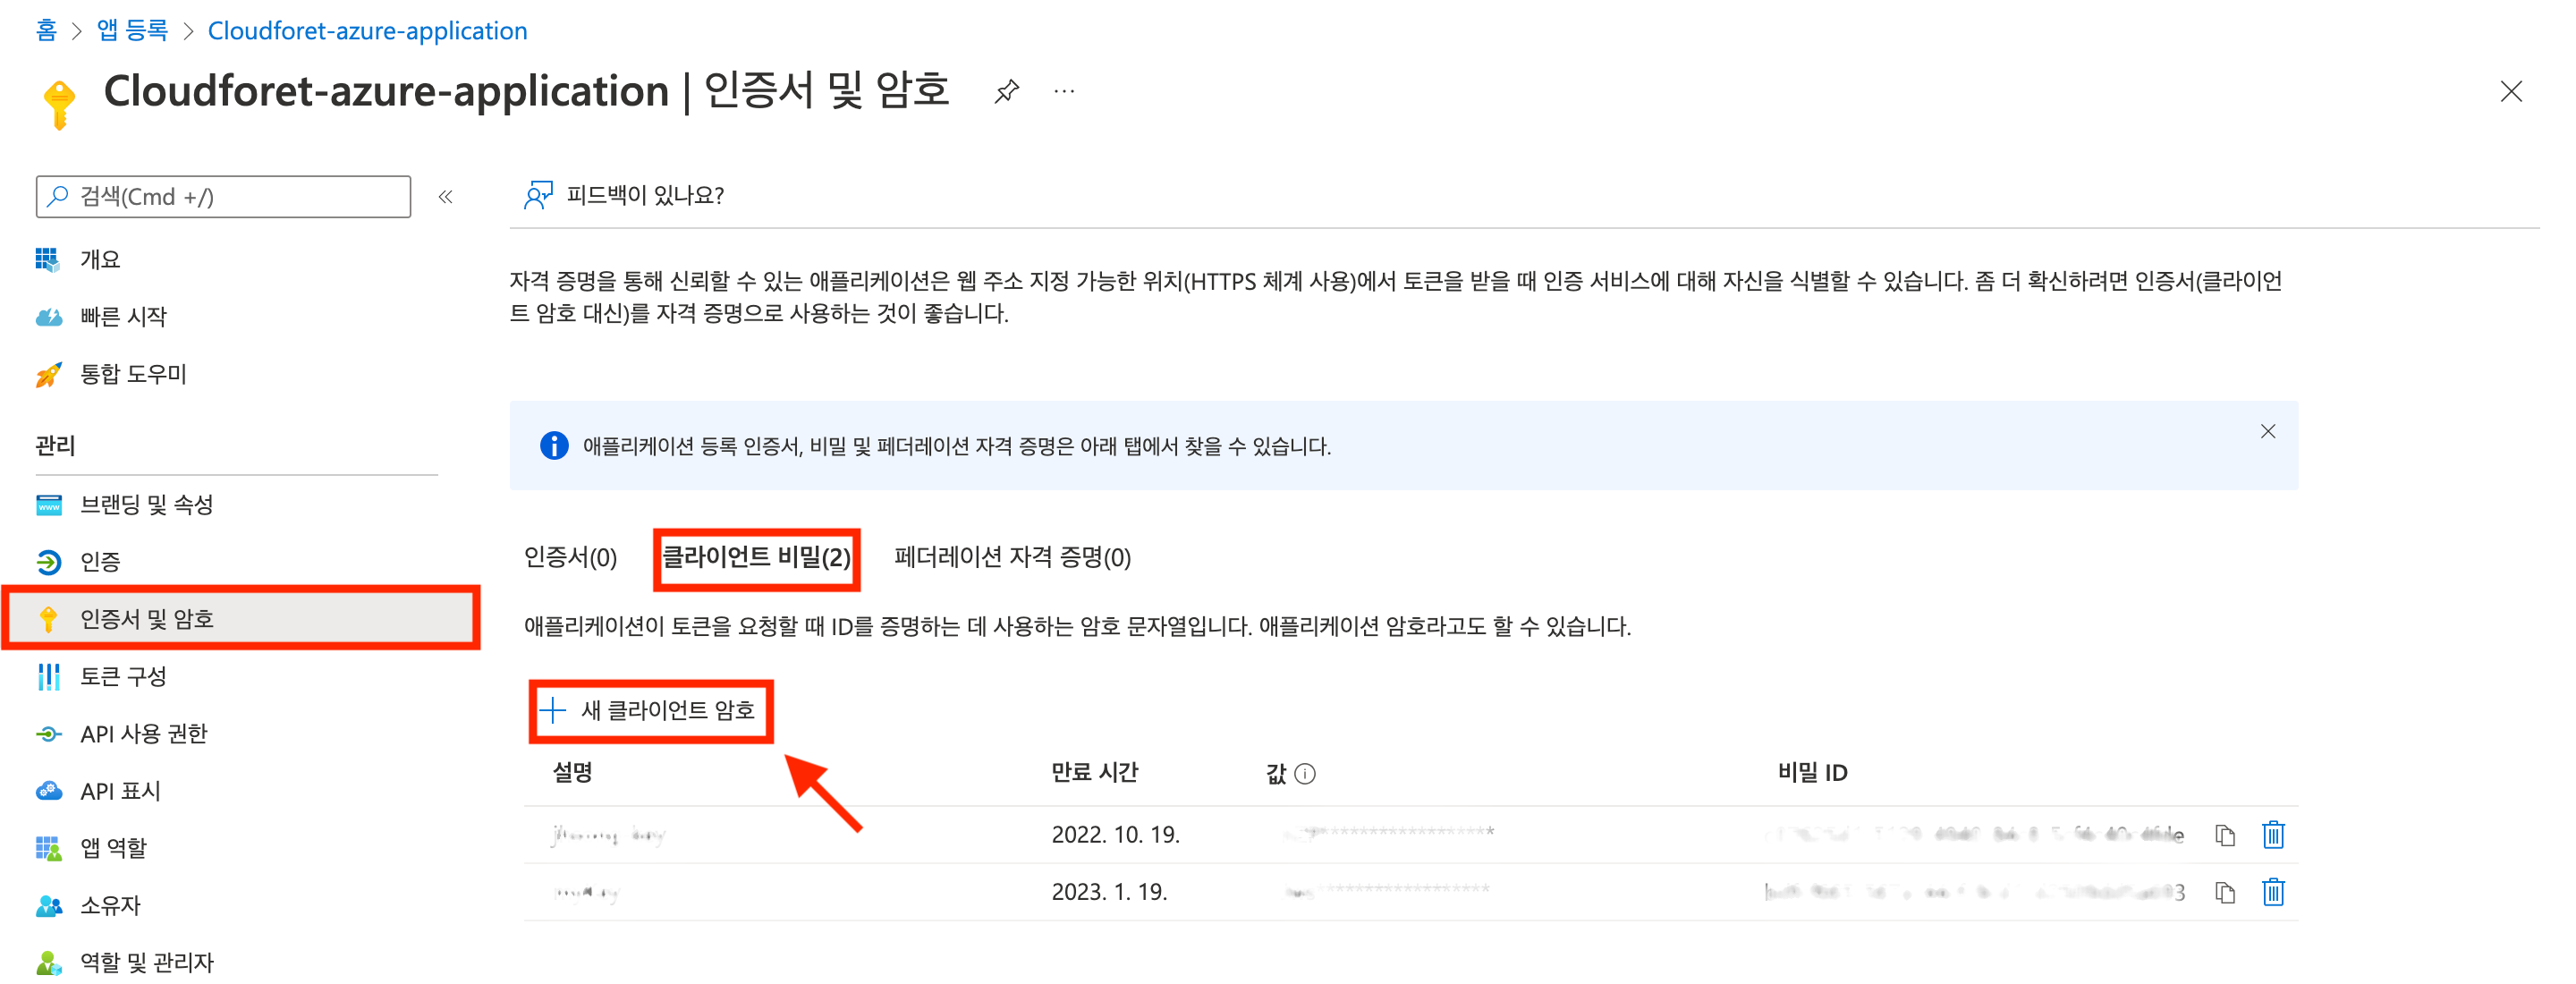 홈 > 앱 등록 > Cloudforet-azure-application
Cloudforet-azure-application | 인증서 및 암호
검색(Cmd +/)
«
개요
빠른 시작
통합 도우미
관리
브랜딩 및 속성
인증
인증서 및 암호
토큰 구성
API 사용 권한
API 표시
앱 역할
소유자
역할 및 관리자
피드백이 있나요?
자격 증명을 통해 신뢰할 수 있는 애플리케이션은 웹 주소 지정 가능한 위치(HTTPS 체계 사용)에서 토큰을 받을 때 인증 서비스에 대해 자신을 식별할 수 있습니다. 좀 더 확신하려면 인증서(클라이언
트 암호 대신)를 자격 증명으로 사용하는 것이 좋습니다.
애플리케이션 등록 인증서, 비밀 및 페더레이션 자격 증명은 아래 탭에서 찾을 수 있습니다.
인증서(0) 클라이언트 비밀(2) 페더레이션 자격 증명(0)
애플리케이션이 토큰을 요청할 때 ID를 증명하는 데 사용하는 암호 문자열입니다. 애플리케이션 암호라고도 할 수 있습니다.
새 클라이언트 암호
설명 만료 시간 값 비밀 ID
2022. 10. 19.
2023. 1. 19.